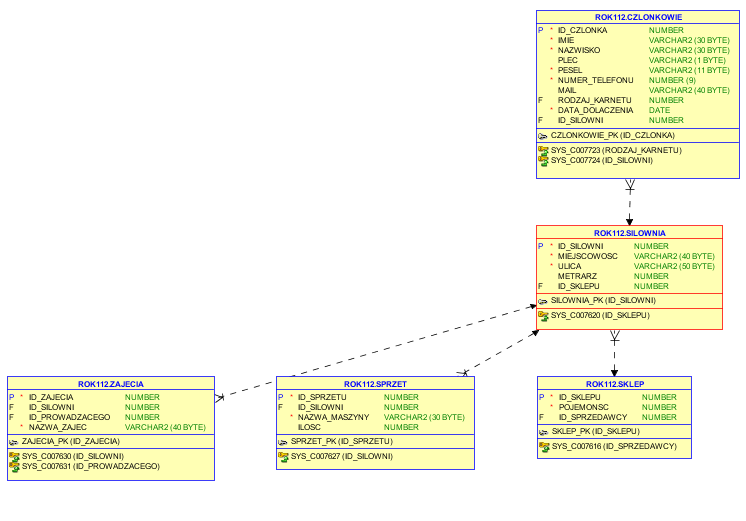 ROK112.CZLONKOWIE
P * ID_CZLONKA NUMBER
* IMIE VARCHAR2 (30 BYTE)
* NAZWISKO VARCHAR2 (30 BYTE)
PLEC VARCHAR2 (1 BYTE)
* PESEL VARCHAR2 (11 BYTE)
* NUMER_TELEFONU NUMBER (9)
MAIL VARCHAR2 (40 BYTE)
F RODZAJ_KARNETU NUMBER
* DATA_DOLACZENIA DATE
F ID_SILOWNI NUMBER
CZLONKOWIE_PK (ID_CZLONKA)
SYS_C007723 (RODZAJ_KARNETU)
SYS_C007724 (ID_SILOWNI)
ROK112.SILOWNIA
P * ID_SILOWNI NUMBER
* MIEJSCOWOSC VARCHAR2 (40 BYTE)
* ULICA VARCHAR2 (50 BYTE)
METRARZ NUMBER
F ID_SKLEPU NUMBER
SILOWNIA_PK (ID_SILOWNI)
SYS_C007620 (ID_SKLEPU)
ROK112.ZAJECIA
P * ID_ZAJECIA NUMBER
F ID_SILOWNI NUMBER
F ID_PROWADZACEGO NUMBER
* NAZWA_ZAJEC VARCHAR2 (40 BYTE)
ZAJECIA_PK (ID_ZAJECIA)
SYS_C007630 (ID_SILOWNI)
SYS_C007631 (ID_PROWADZACEGO)
ROK112.SPRZET
P * ID_SPRZETU NUMBER
F ID_SILOWNI NUMBER
* NAZWA_MASZYNY VARCHAR2 (30 BYTE)
ILOSC NUMBER
SPRZET_PK (ID_SPRZETU)
SYS_C007627 (ID_SILOWNI)
ROK112.SKLEP
P * ID_SKLEPU NUMBER
* POJEMONSC NUMBER
F ID_SPRZEDAWCY NUMBER
SKLEP_PK (ID_SKLEPU)
SYS_C007616 (ID_SPRZEDAWCY)